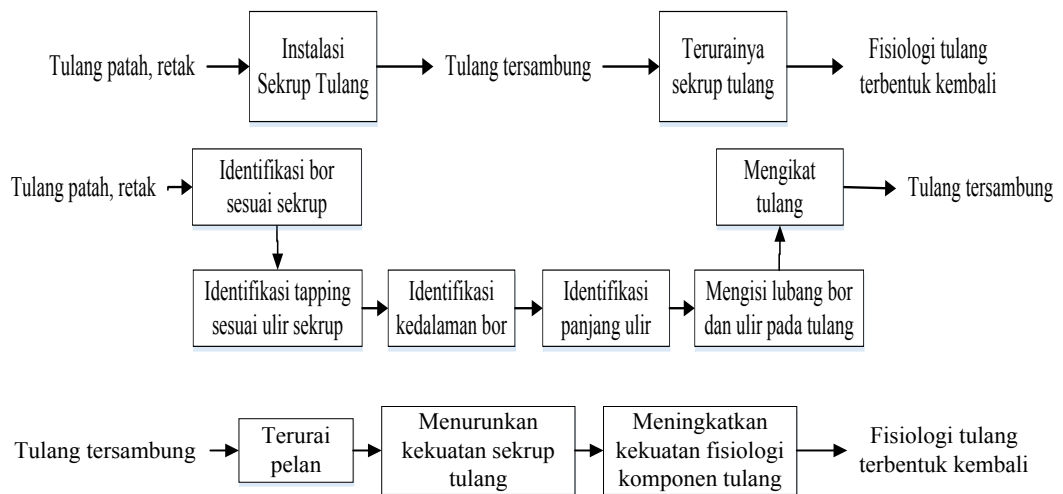 Tulang patah, retak
Instalasi
Sekrup Tulang
Tulang tersambung
Terurainya
sekrup tulang
Fisiologi tulang
terbentuk kembali
Tulang patah, retak
Identifikasi bor
sesuai sekrup
Identifikasi tapping
sesuai ulir sekrup
Identifikasi
kedalaman bor
Identifikasi
panjang ulir
Mengisi lubang bor
dan ulir pada tulang
Mengikat
tulang
Tulang tersambung
Tulang tersambung
Terurai
pelan
Menurunkan
kekuatan sekrup
tulang
Meningkatkan
kekuatan fisiologi
komponen tulang
Fisiologi tulang
terbentuk kembali